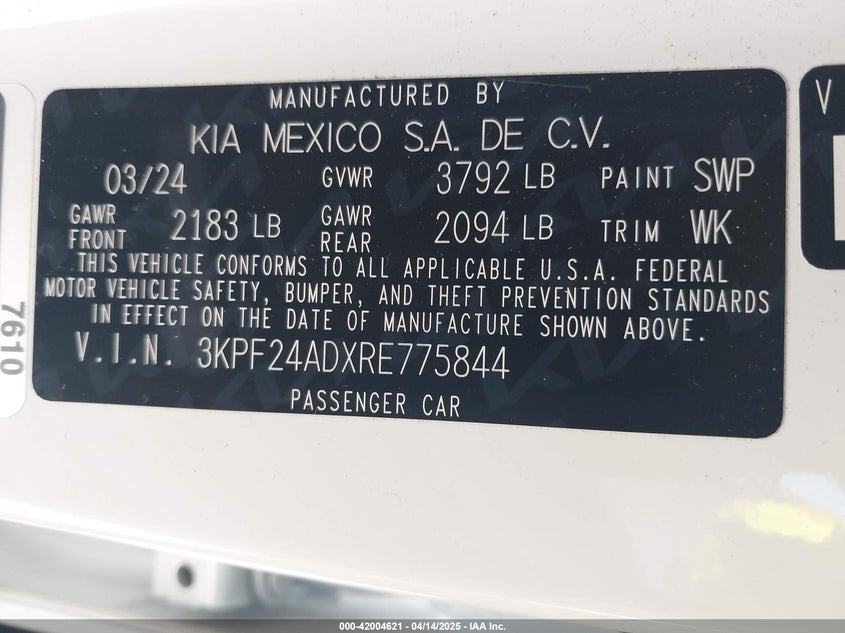 MANUFACTURED BY
KIA MEXICO S.A. DE C.V.
03/24 GVWR 3792 LB PAINT SWP
GAWR FRONT 2183 LB GAWR REAR 2094 LB TRIM WK
THIS VEHICLE CONFORMS TO ALL APPLICABLE U.S.A. FEDERAL
MOTOR VEHICLE SAFETY, BUMPER, AND THEFT PREVENTION STANDARDS
IN EFFECT ON THE DATE OF MANUFACTURE SHOWN ABOVE.
V.I.N. 3KPF24ADXRE775844
PASSENGER CAR
7610
V
000-42004621 - 04/14/2025 - IAA Inc.